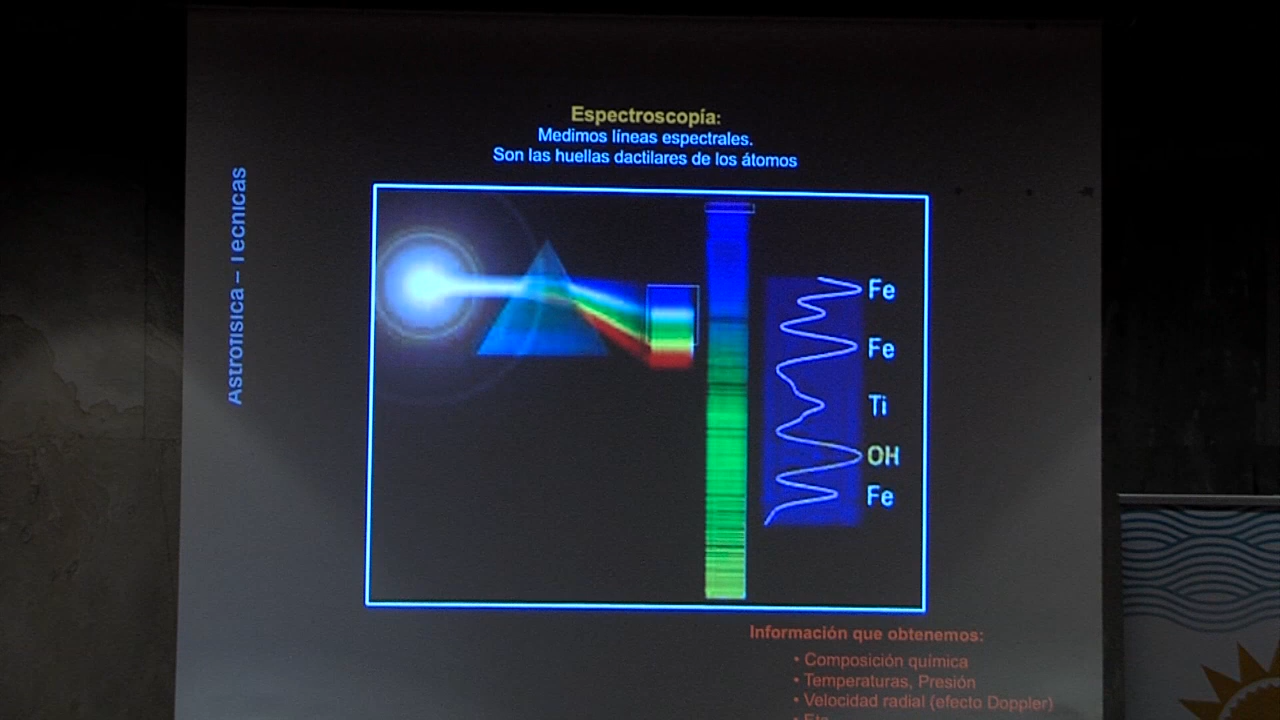 Espectroscopía:
Medimos líneas espectrales.
Son las huellas dactilares de los átomos
Astrofísica – Técnicas
Fe
Fe
Ti
OH
Fe
Información que obtenemos:
• Composición química
• Temperaturas, Presión
• Velocidad radial (efecto Doppler)
• Etc